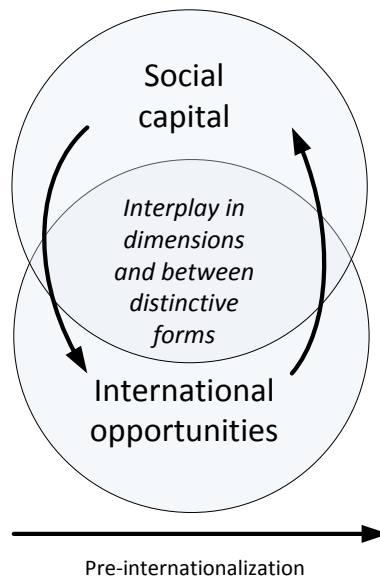 Social
capital
Interplay in
dimensions
and between
distinctive
forms
International
opportunities
Pre-internationalization